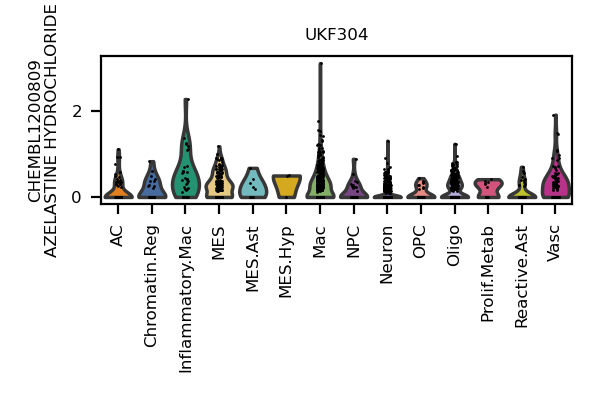 UKF304
CHEMBL1200809
AZELASTINE HYDROCHLORIDE
2
0
AC
Chromatin.Reg
Inflammatory.Mac
MES
MES.Ast
MES.Hyp
Mac
NPC
Neuron
OPC
Oligo
Prolif.Metab
Reactive.Ast
Vasc